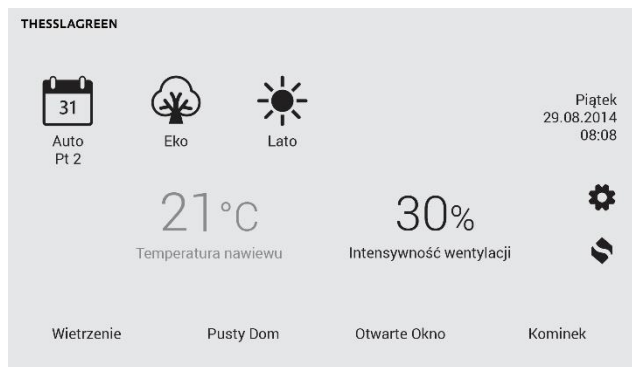 THESSLAGREEN
31
Auto
Pt 2
Eko
Lato
Piątek
29.08.2014
08:08
21°C
Temperatura nawiewu
30%
Intensywność wentylacji
Wietrzenie
Pusty Dom
Otwarte Okno
Kominek